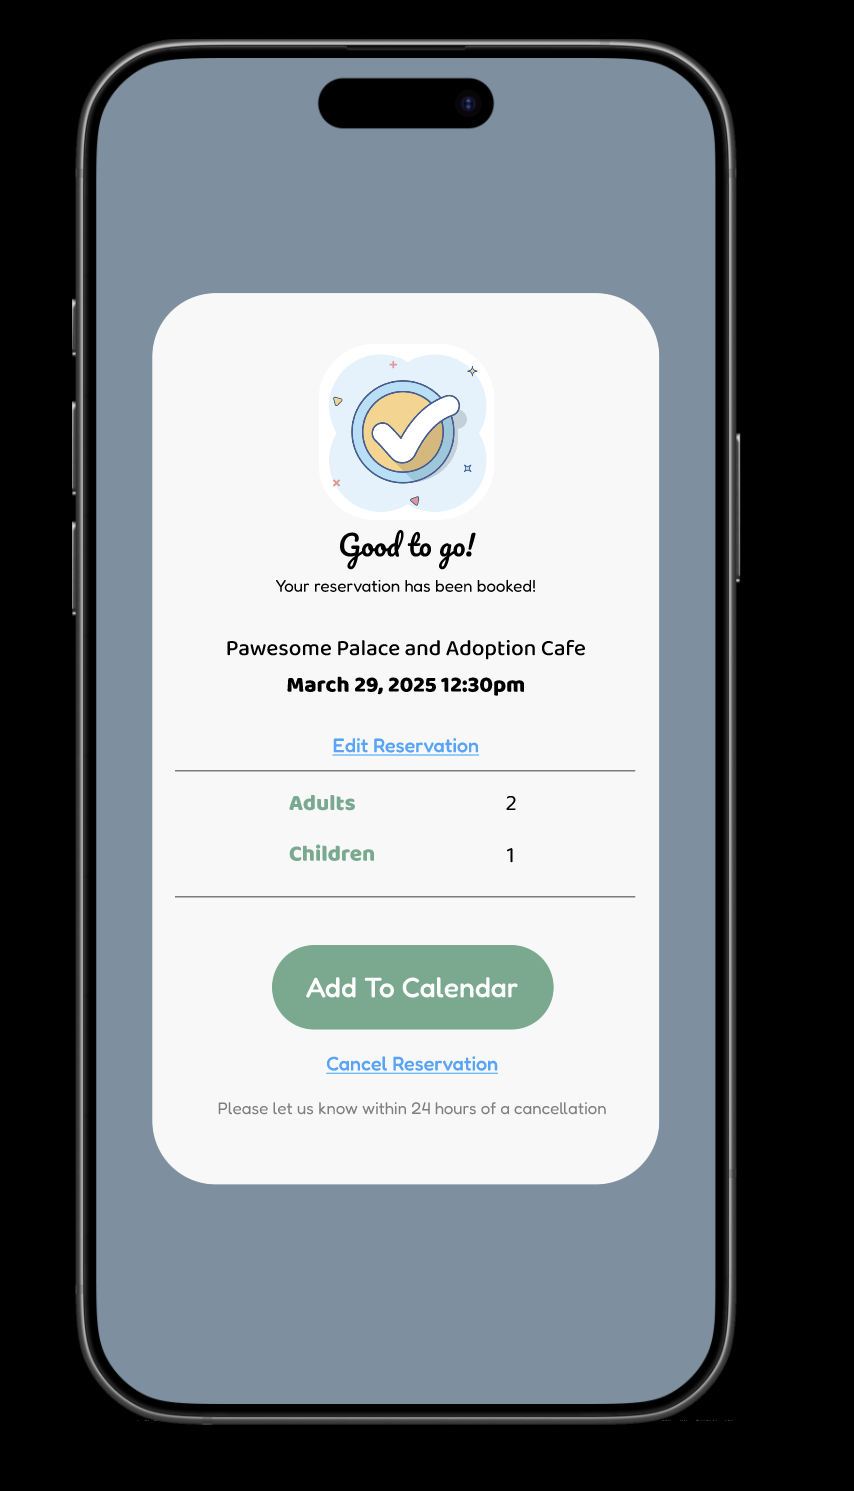 Good to go!
Your reservation has been booked!
Pawesome Palace and Adoption Cafe
March 29, 2025 12:30pm
Edit Reservation
Adults 2
Children 1
Add To Calendar
Cancel Reservation
Please let us know within 24 hours of a cancellation